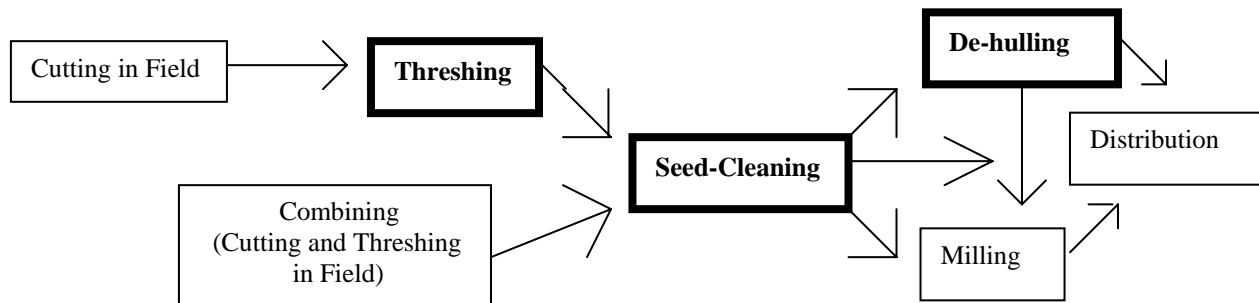 Cutting in Field
Threshing
De-hulling
Distribution
Seed-Cleaning
Combining
(Cutting and Threshing
in Field)
Milling